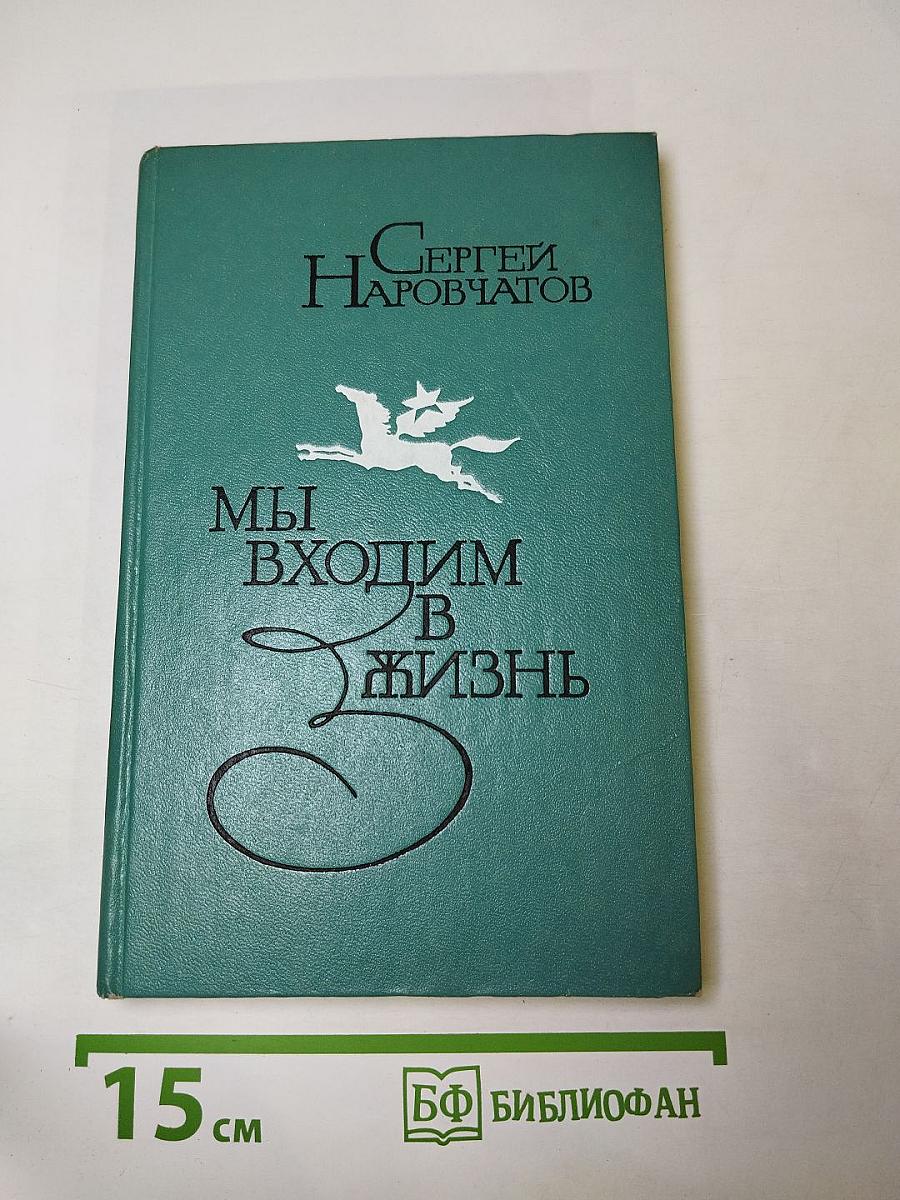 Сергей
Наровчатов
мы
входим
в
жизнь
15 см
БФ БИБЛИОФАН